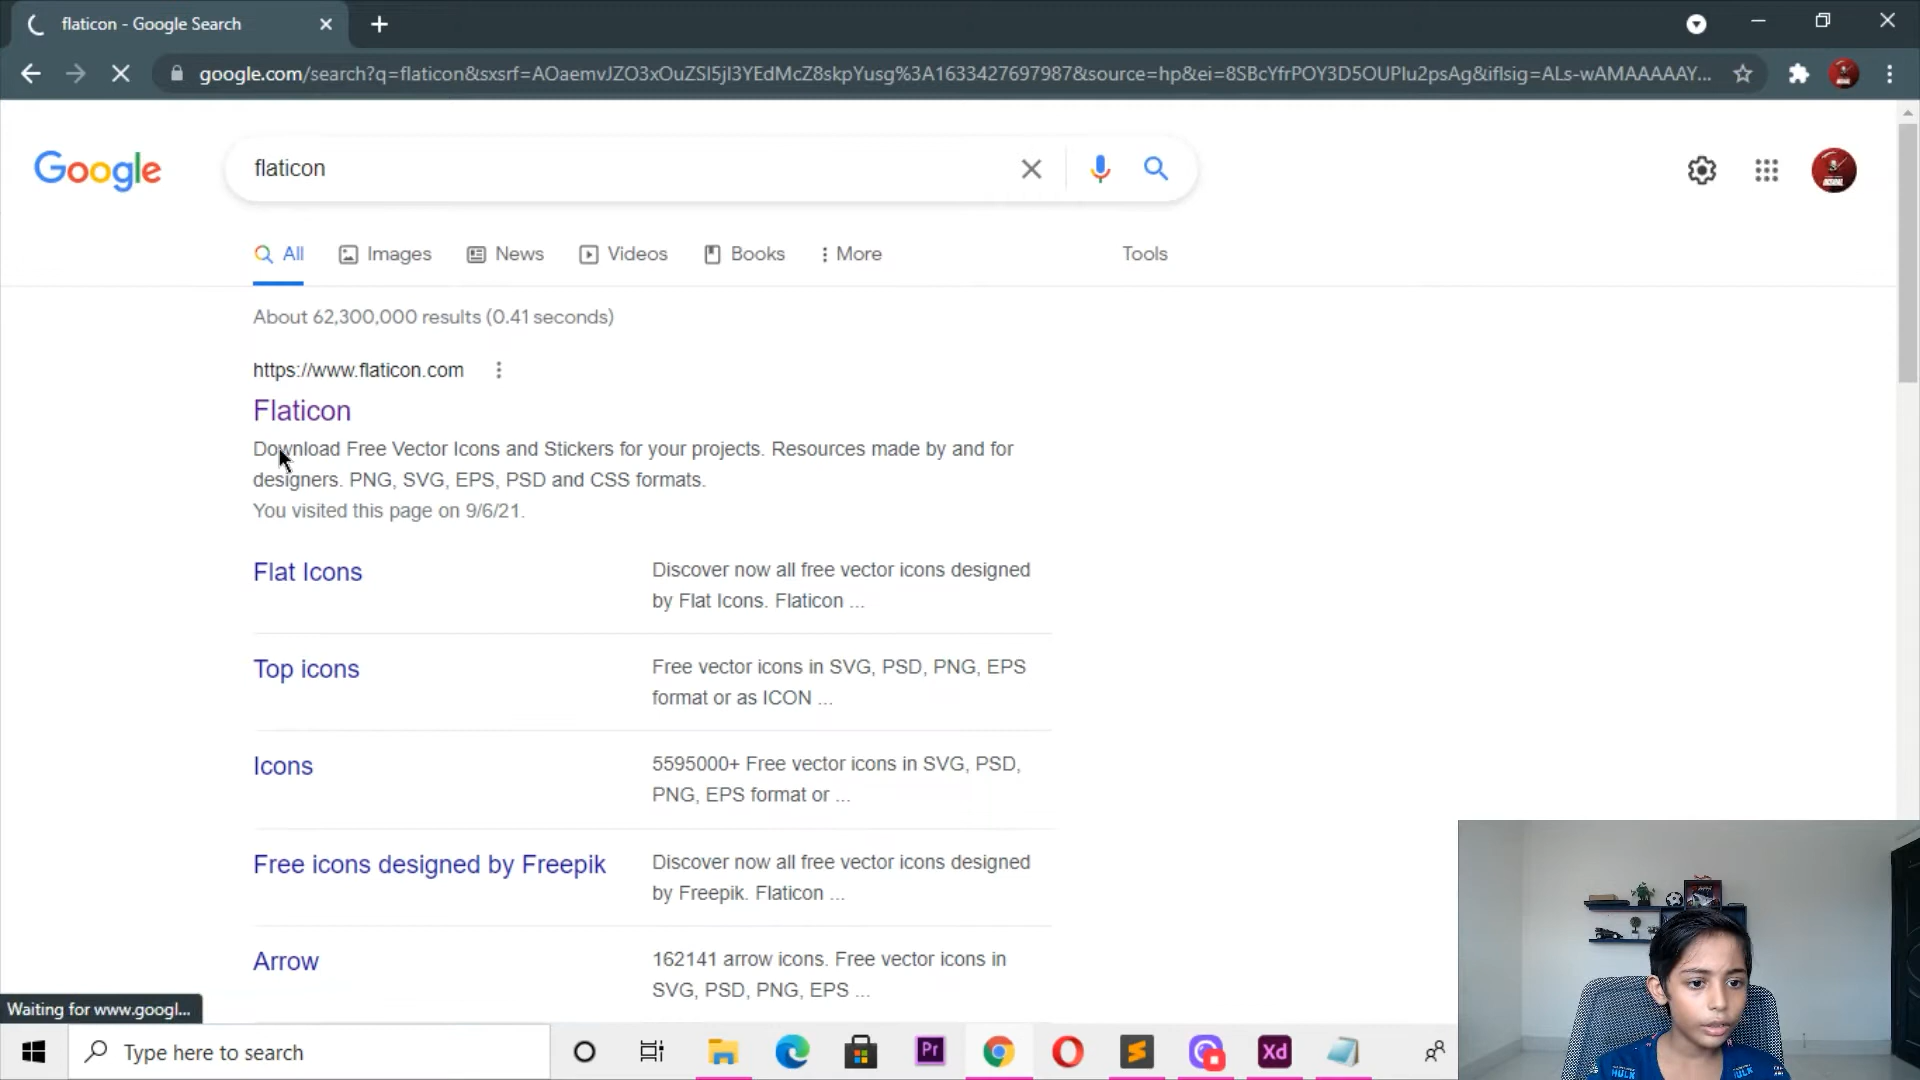 flaticon - Google Search
google.com/search?q=flaticon&sxsrf=AOaemvJZO3xOuZSI5jI3YEdMcZ8skpYusg%3A1633427697987&source=hp&ei=8SBcYfrPOY3D5OUPIu2psAg&iflsig=ALs-wAMAAAAAY...
Google
flaticon
All
Images
News
Videos
Books
More
Tools
About 62,300,000 results (0.41 seconds)
https://www.flaticon.com
Flaticon
Download Free Vector Icons and Stickers for your projects. Resources made by and for
designers. PNG, SVG, EPS, PSD and CSS formats.
You visited this page on 9/6/21.
Flat Icons
Discover now all free vector icons designed
by Flat Icons. Flaticon ...
Top icons
Free vector icons in SVG, PSD, PNG, EPS
format or as ICON ...
Icons
5595000+ Free vector icons in SVG, PSD,
PNG, EPS format or ...
Free icons designed by Freepik
Discover now all free vector icons designed
by Freepik. Flaticon ...
Arrow
162141 arrow icons. Free vector icons in
SVG, PSD, PNG, EPS ...
Waiting for www.googl...
Type here to search
Pr
Xd
HULK